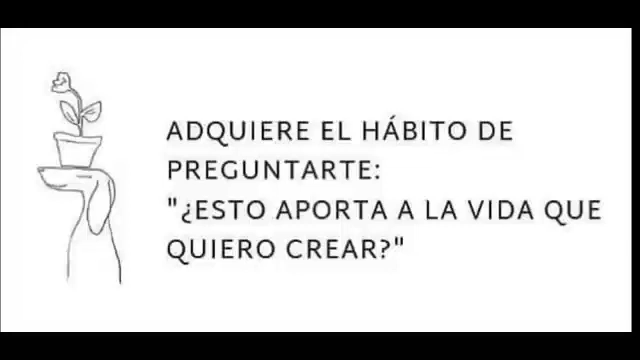 ADQUIERE EL HÁBITO DE
PREGUNTARTE:
"¿ESTO APORTA A LA VIDA QUE
QUIERO CREAR?"